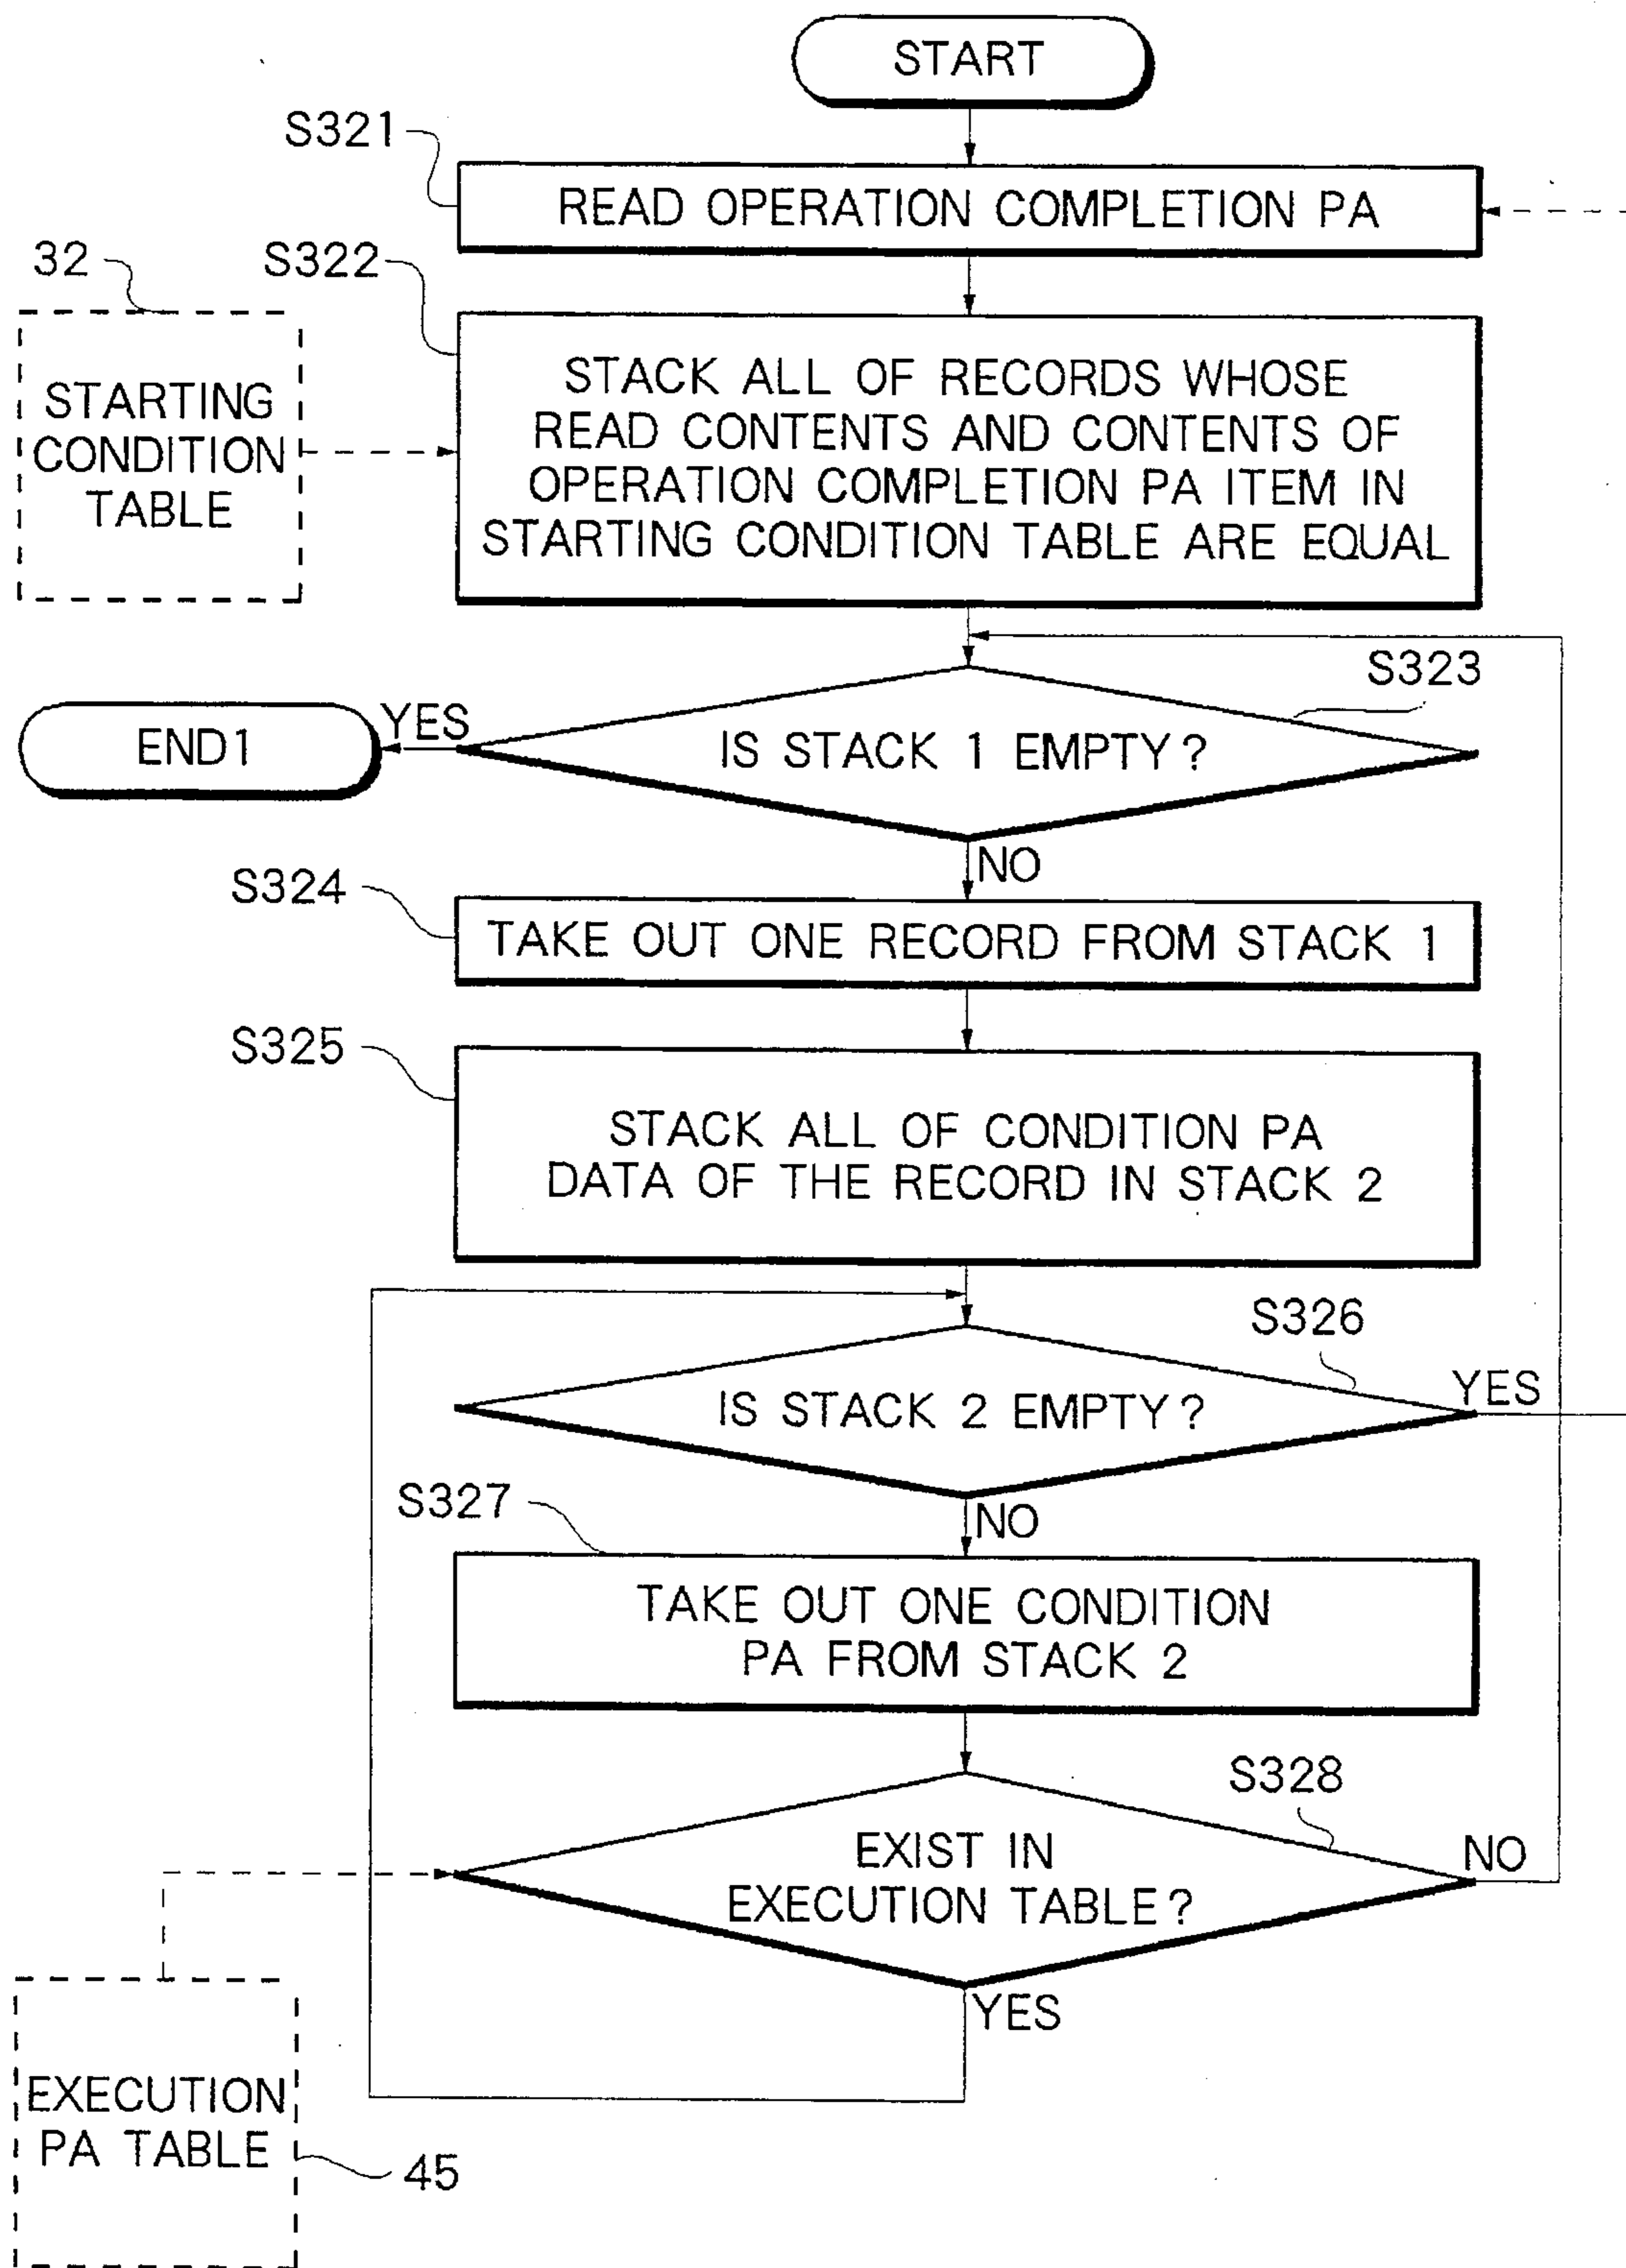 START
S321
READ OPERATION COMPLETION PA
32
S322
STARTING
CONDITION
TABLE
STACK ALL OF RECORDS WHOSE
READ CONTENTS AND CONTENTS OF
OPERATION COMPLETION PA ITEM IN
STARTING CONDITION TABLE ARE EQUAL
S323
END1
YES
IS STACK 1 EMPTY?
NO
S324
TAKE OUT ONE RECORD FROM STACK 1
S325
STACK ALL OF CONDITION PA
DATA OF THE RECORD IN STACK 2
S326
IS STACK 2 EMPTY?
YES
S327
NO
TAKE OUT ONE CONDITION
PA FROM STACK 2
S328
EXIST IN
EXECUTION TABLE?
NO
YES
EXECUTION
PA TABLE
45